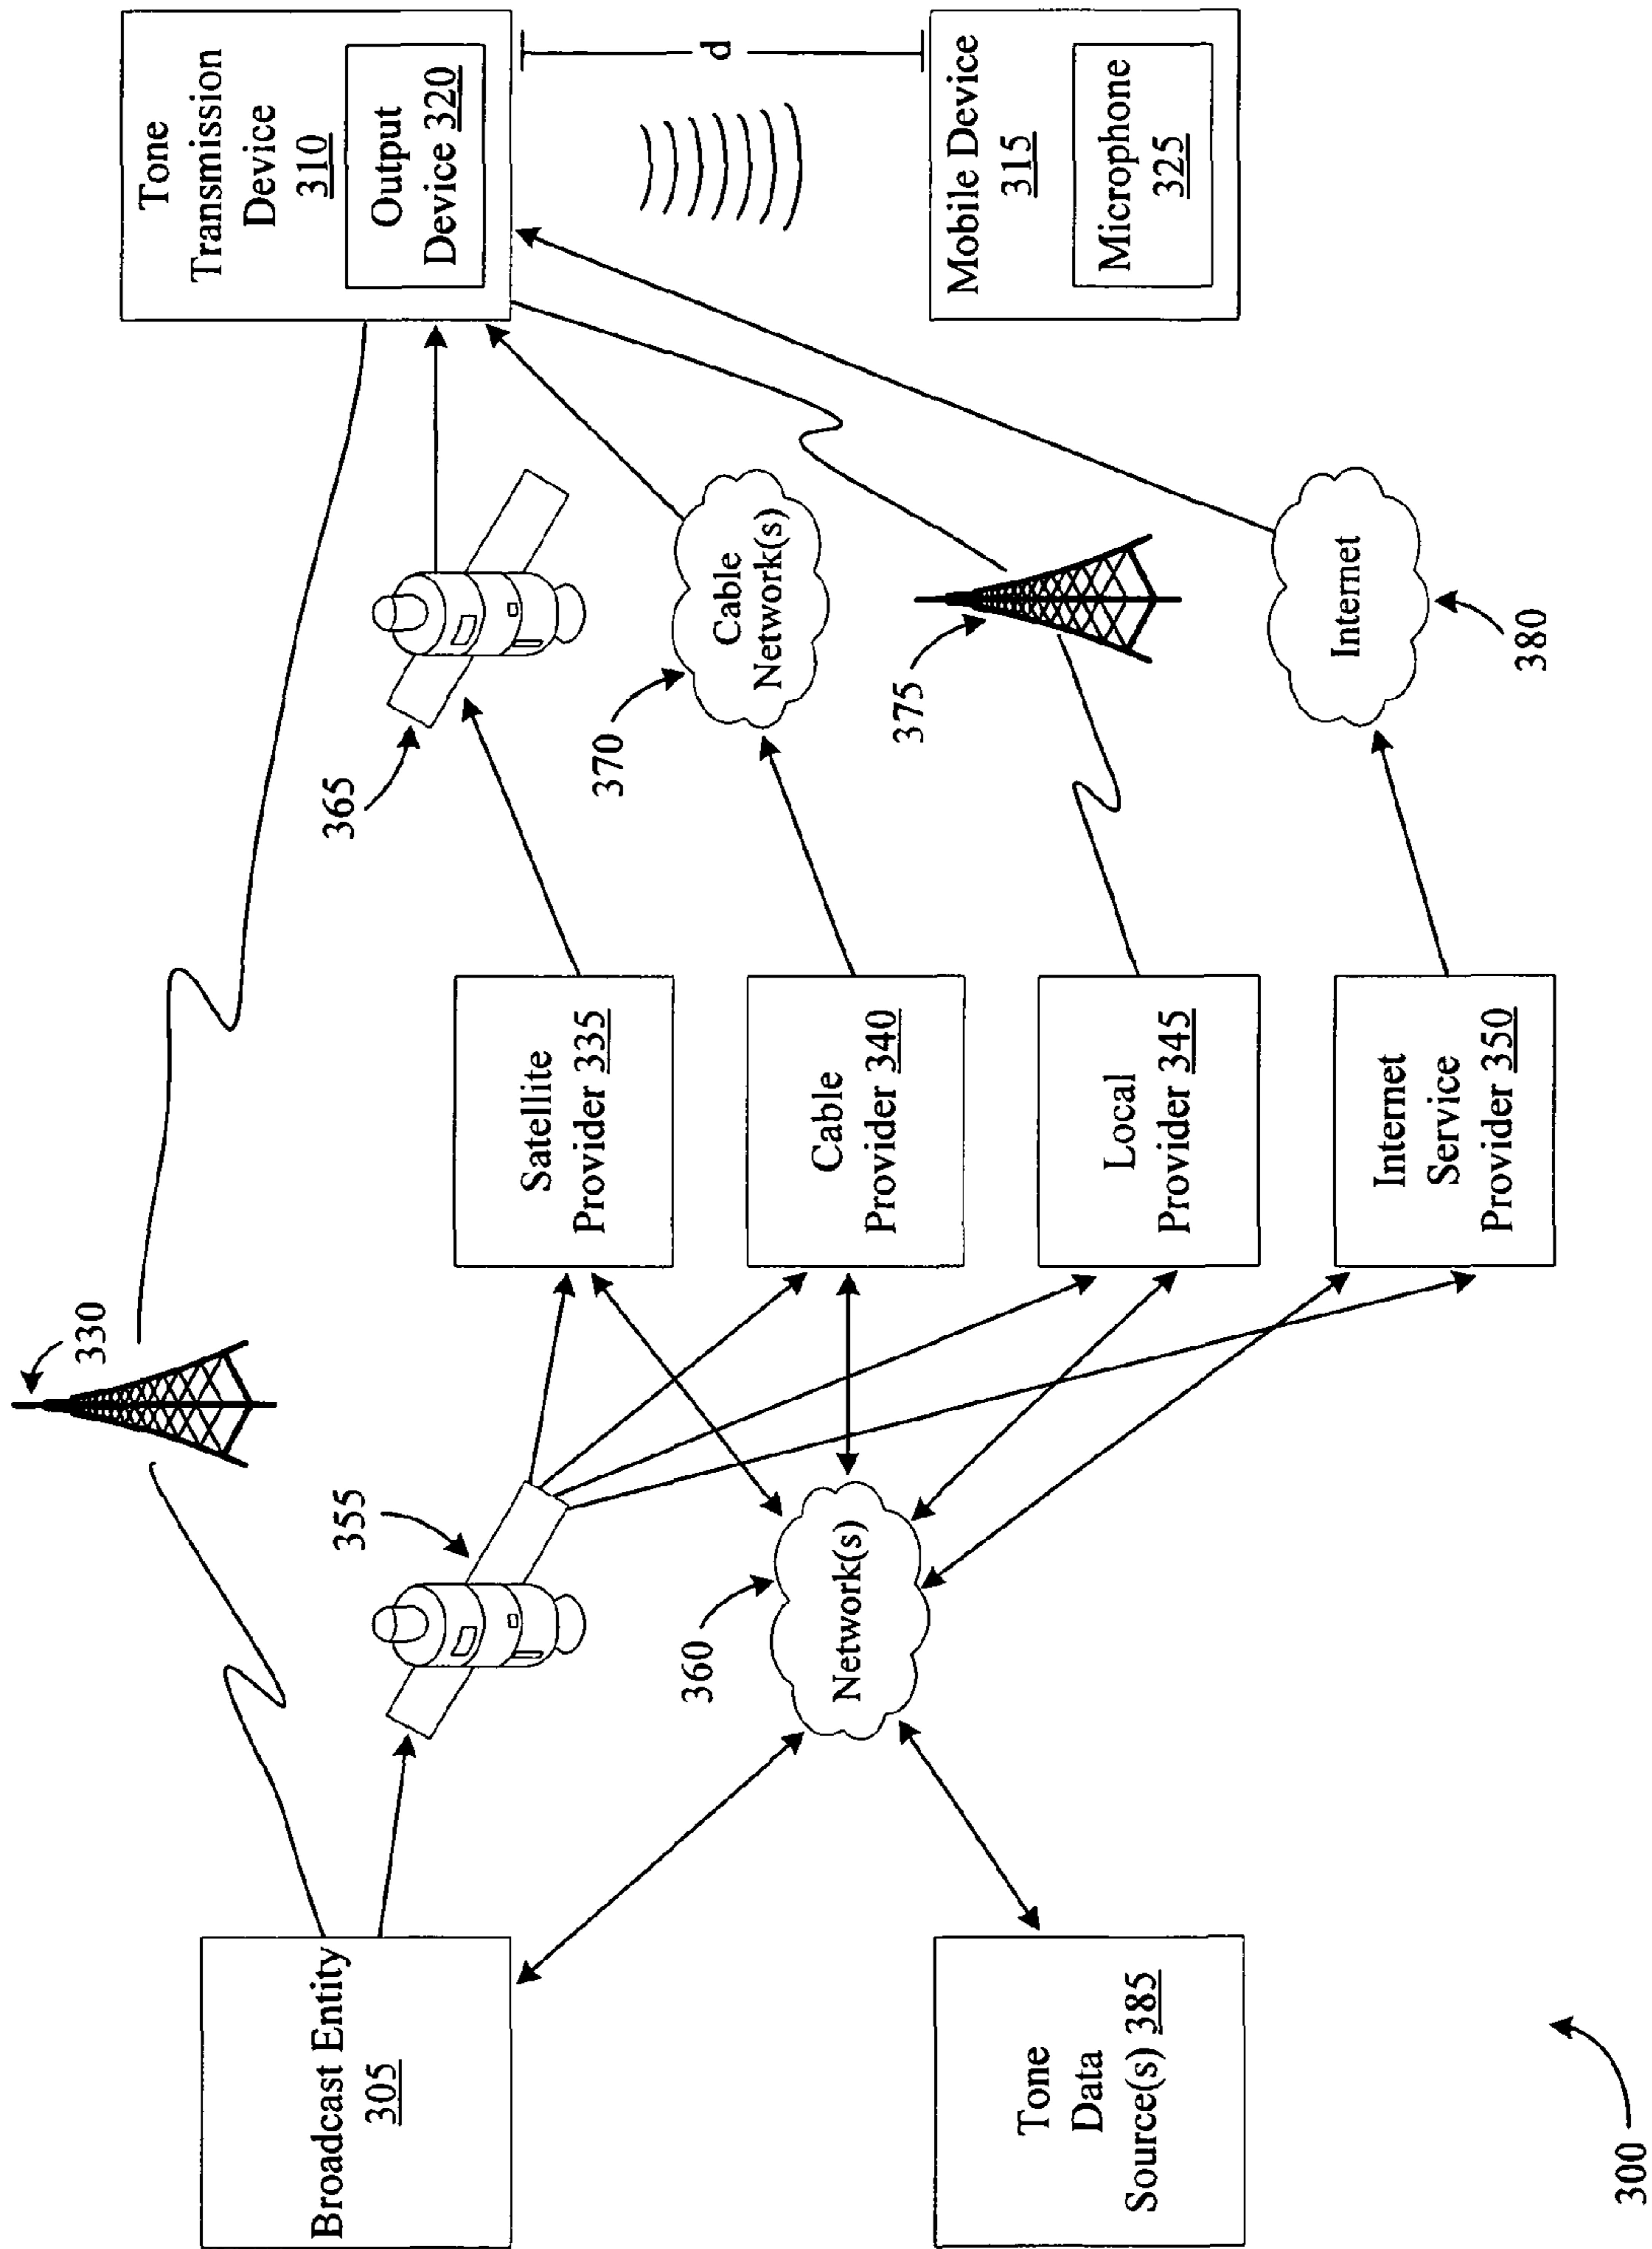 330
Broadcast Entity
305
355
360
Network(s)
Tone
Data
Source(s) 385
Satellite
Provider 335
Cable
Provider 340
Local
Provider 345
Internet
Service
Provider 350
365
370
Cable
Network(s)
375
Internet
380
Tone
Transmission
Device
310
Output
Device 320
d
Mobile Device
315
Microphone
325
300